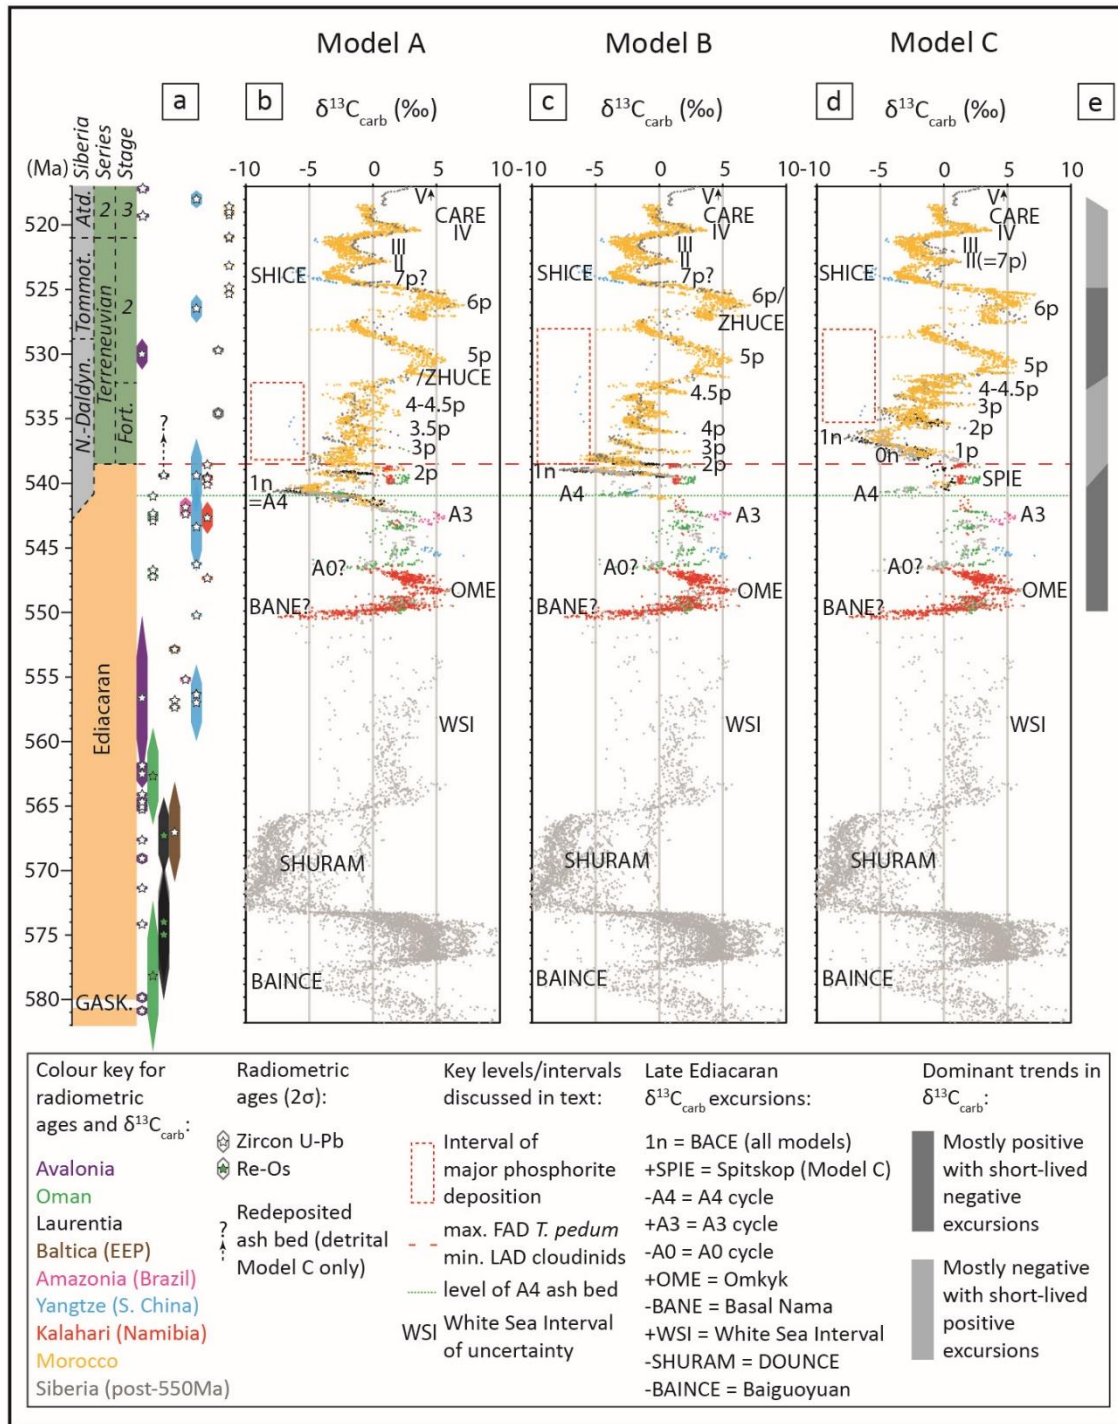 Model A
Model B
Model C
a
b
δ13Ccarb (‰)
c
δ13Ccarb (‰)
d
δ13Ccarb (‰)
e
(Ma)
Siberia
Series
Stage
-10 -5 0 5 10
-10 -5 0 5 10
-10 -5 0 5 10
520
525
530
535
540
545
550
555
560
565
570
575
580
Atd.
Tommot.
N.-Daldyn.
2
3
Terreneuvian
2
Fort.
Ediacaran
GASK.
?
V
CARE
IV
III
II
7p?
SHICE
6p
5p
/ZHUCE
4-4.5p
3.5p
3p
2p
1n
=A4
A3
A0?
OME
BANE?
WSI
SHURAM
BAINCE
V
CARE
IV
III
II
7p?
SHICE
6p/
ZHUCE
5p
4.5p
4p
3p
2p
1n
A4
A3
A0?
OME
BANE?
WSI
SHURAM
BAINCE
V
CARE
IV
III
II(=7p)
SHICE
6p
5p
4-4.5p
3p
2p
1n
0n
1p
SPIE
A4
A3
A0?
OME
BANE?
WSI
SHURAM
BAINCE
Colour key for
radiometric
ages and δ13Ccarb:
Avalonia
Oman
Laurentia
Baltica (EEP)
Amazonia (Brazil)
Yangtze (S. China)
Kalahari (Namibia)
Morocco
Siberia (post-550Ma)
Radiometric
ages (2σ):
Zircon U-Pb
Re-Os
?
Redeposited
ash bed (detrital
Model C only)
Key levels/intervals
discussed in text:
Interval of
major phosphorite
deposition
max. FAD T. pedum
min. LAD cloudinids
level of A4 ash bed
WSI White Sea Interval
of uncertainty
Late Ediacaran
δ13Ccarb excursions:
1n = BACE (all models)
+SPIE = Spitskop (Model C)
-A4 = A4 cycle
+A3 = A3 cycle
-A0 = A0 cycle
+OME = Omkyk
-BANE = Basal Nama
+WSI = White Sea Interval
-SHURAM = DOUNCE
-BAINCE = Baiguoyuan
Dominant trends in
δ13Ccarb:
Mostly positive
with short-lived
negative
excursions
Mostly negative
with short-lived
positive
excursions